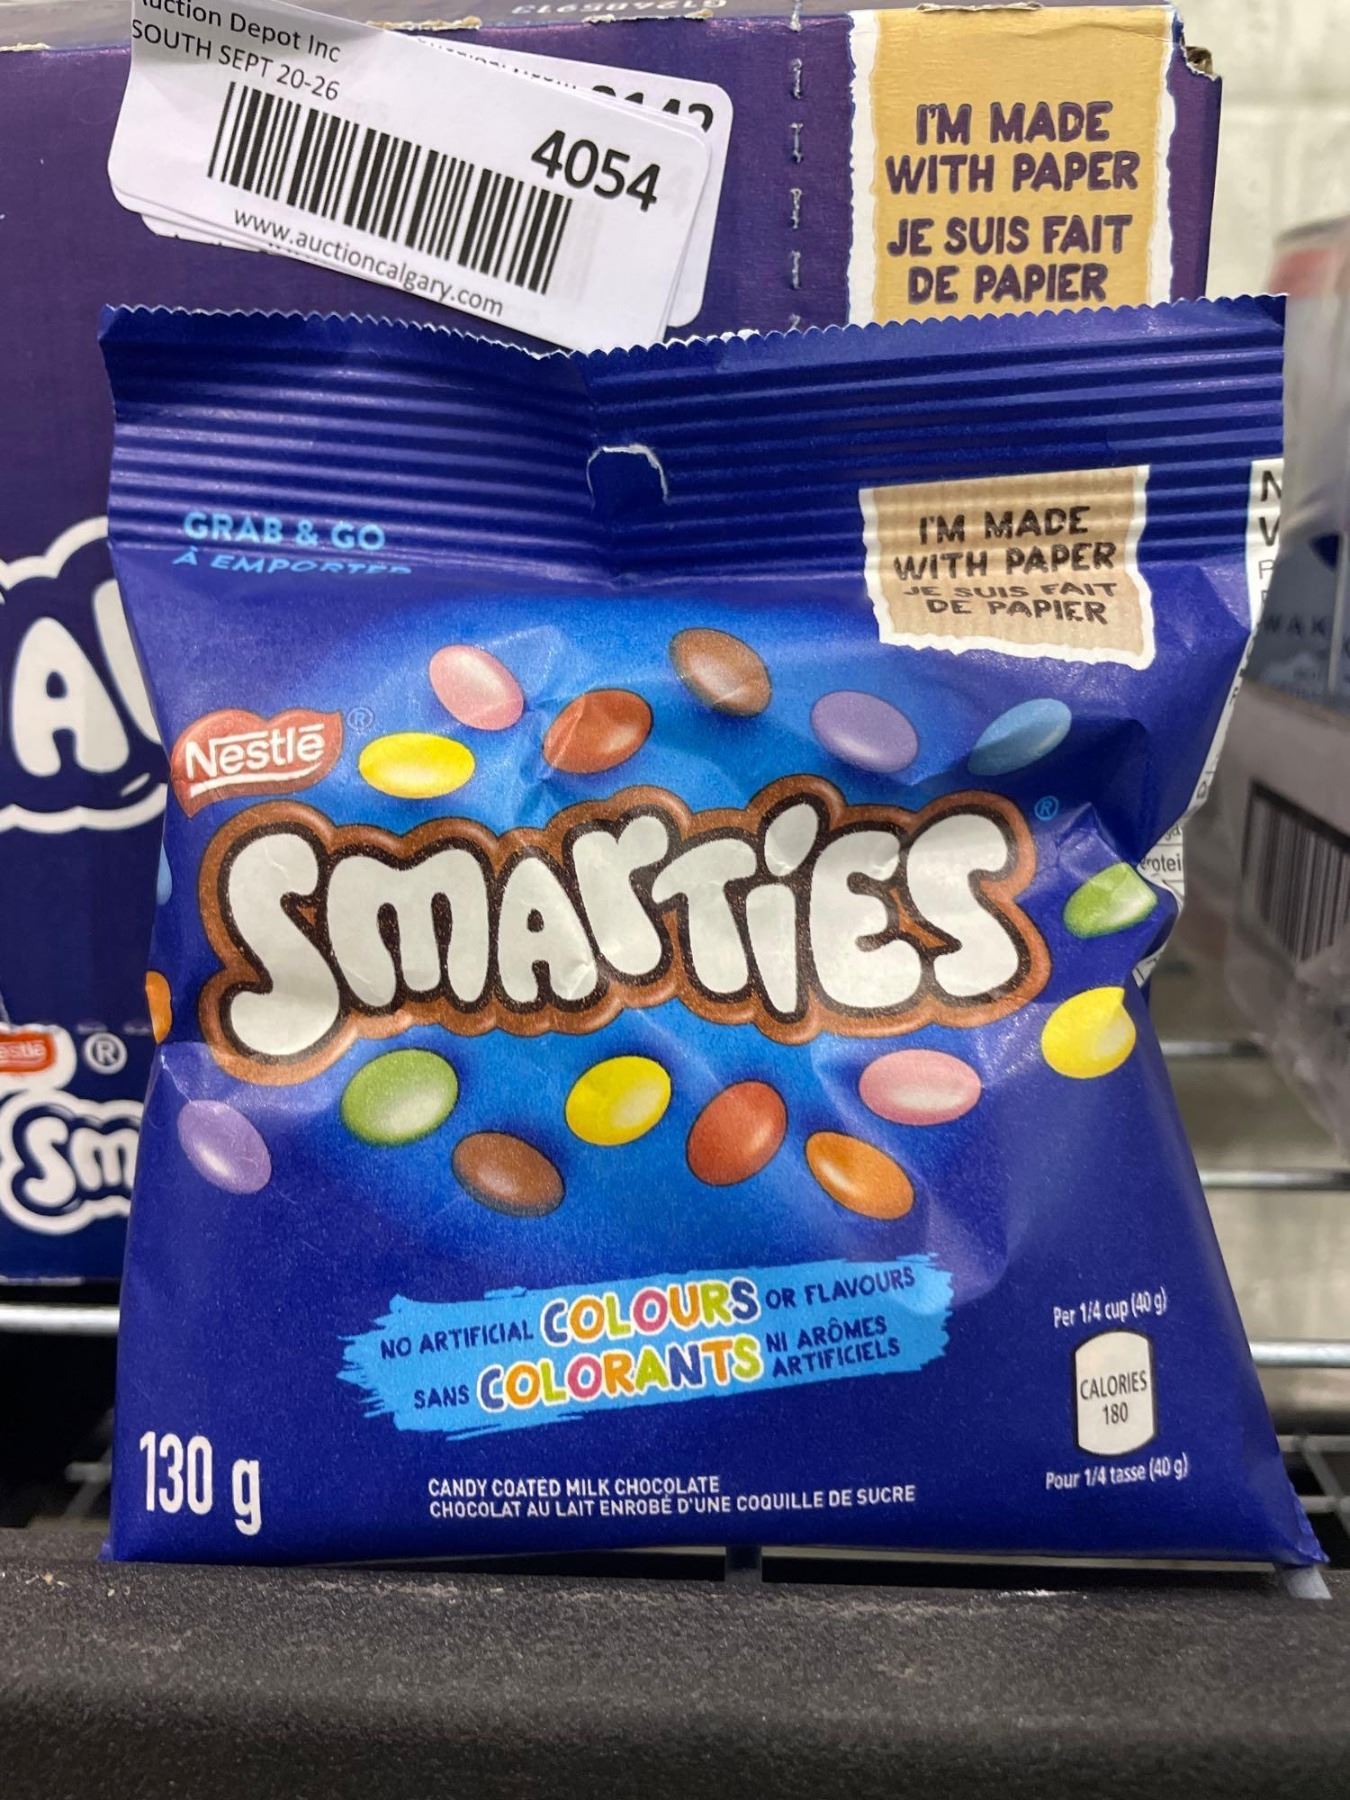 Auction Depot Inc
SOUTH SEPT 20-26
4054
www.auctioncalgary.com
I'M MADE
WITH PAPER
JE SUIS FAIT
DE PAPIER
GRAB & GO
À EMPORTER
I'M MADE
WITH PAPER
JE SUIS FAIT
DE PAPIER
Nestlé ®
SMARTIES ®
®
Sm
NO ARTIFICIAL COLOURS OR FLAVOURS
SANS COLORANTS NI ARÔMES ARTIFICIELS
Per 1/4 cup (40 g)
CALORIES
180
Pour 1/4 tasse (40 g)
130 g
CANDY COATED MILK CHOCOLATE
CHOCOLAT AU LAIT ENROBÉ D'UNE COQUILLE DE SUCRE